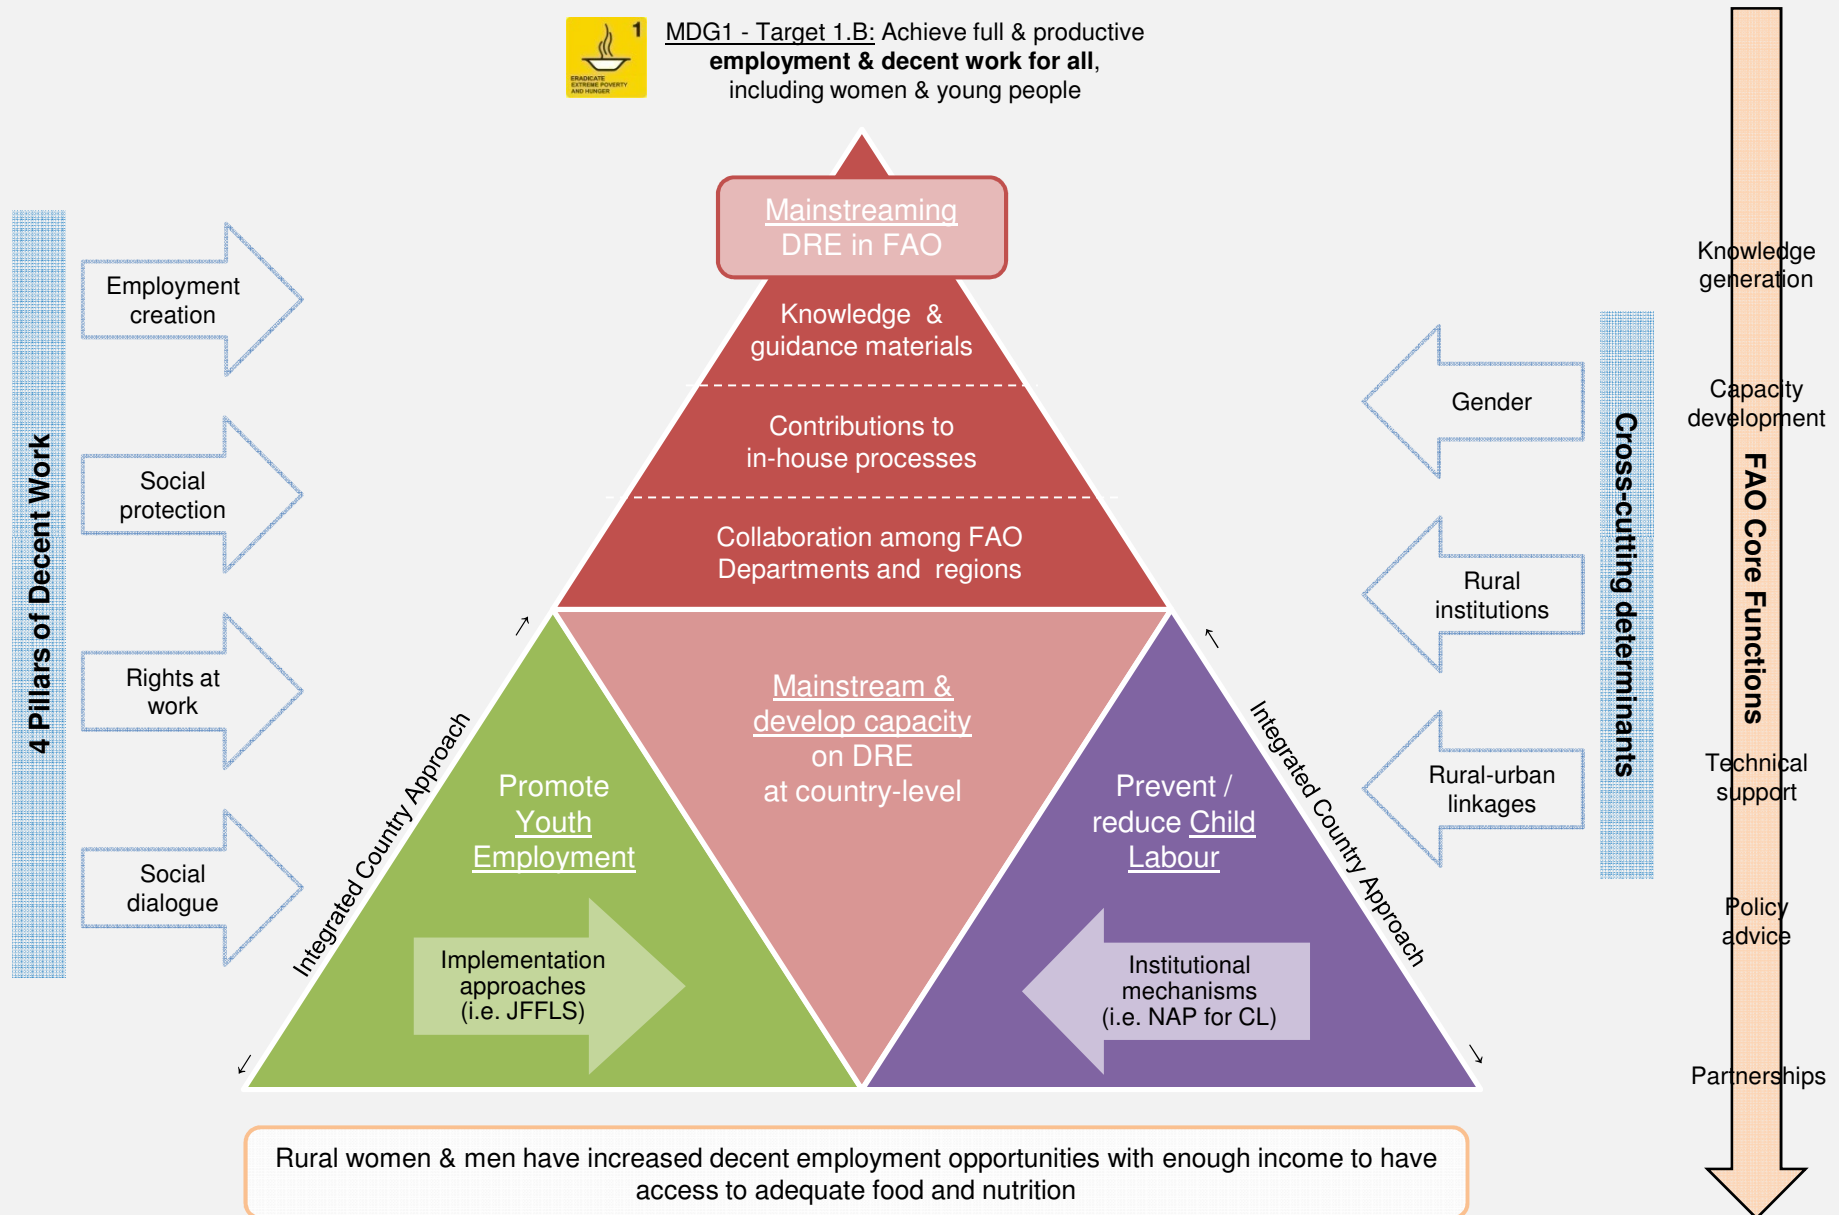 1
ERADICATE
EXTREME POVERTY
AND HUNGER
MDG1 - Target 1.B: Achieve full & productive
employment & decent work for all,
including women & young people
4 Pillars of Decent Work
Employment
creation
Social
protection
Rights at
work
Social
dialogue
Mainstreaming
DRE in FAO
Knowledge &
guidance materials
Contributions to
in-house processes
Collaboration among FAO
Departments and regions
Mainstream &
develop capacity
on DRE
at country-level
Integrated Country Approach
Promote
Youth
Employment
Implementation
approaches
(i.e. JFFLS)
Prevent /
reduce Child
Labour
Institutional
mechanisms
(i.e. NAP for CL)
Integrated Country Approach
Gender
Rural
institutions
Rural-urban
linkages
Cross-cutting determinants
Knowledge
generation
Capacity
development
FAO Core Functions
Technical
support
Policy
advice
Partnerships
Rural women & men have increased decent employment opportunities with enough income to have
access to adequate food and nutrition